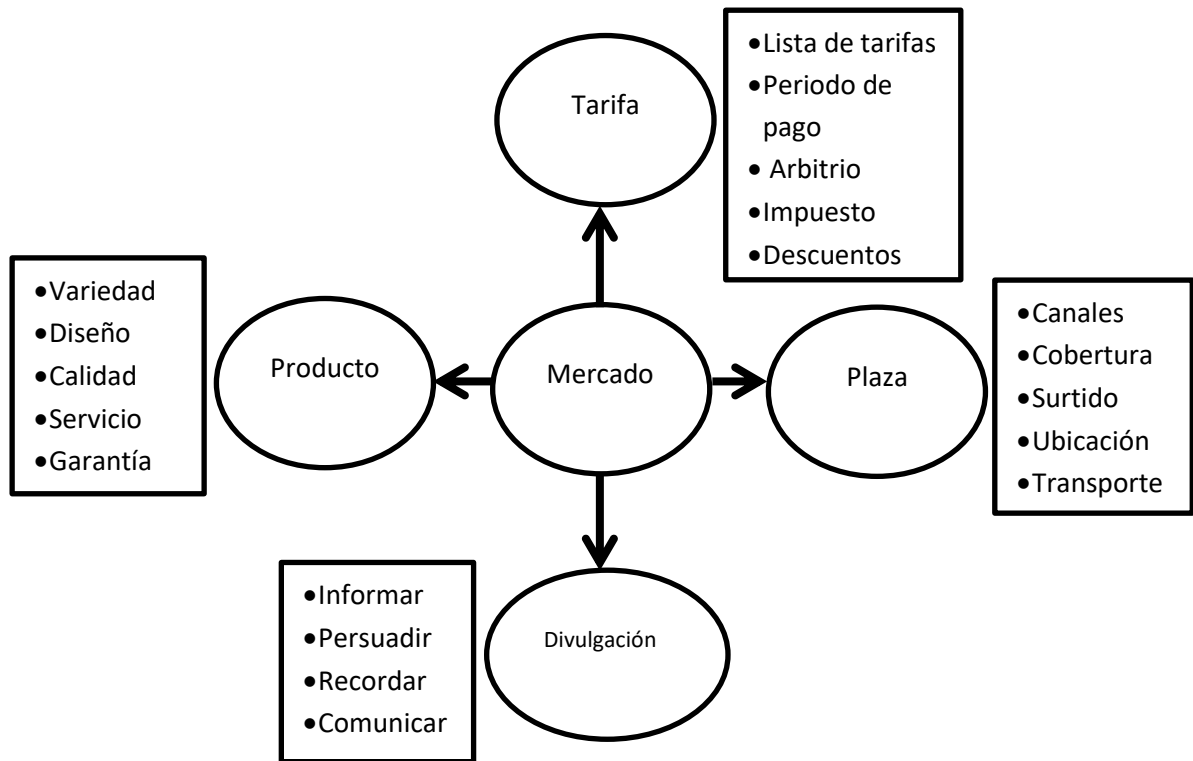 Tarifa
•Lista de tarifas
•Periodo de
pago
• Arbitrio
•Impuesto
•Descuentos
•Variedad
•Diseño
•Calidad
•Servicio
•Garantía
Producto
Mercado
Plaza
•Canales
•Cobertura
•Surtido
•Ubicación
•Transporte
•Informar
•Persuadir
•Recordar
•Comunicar
Divulgación